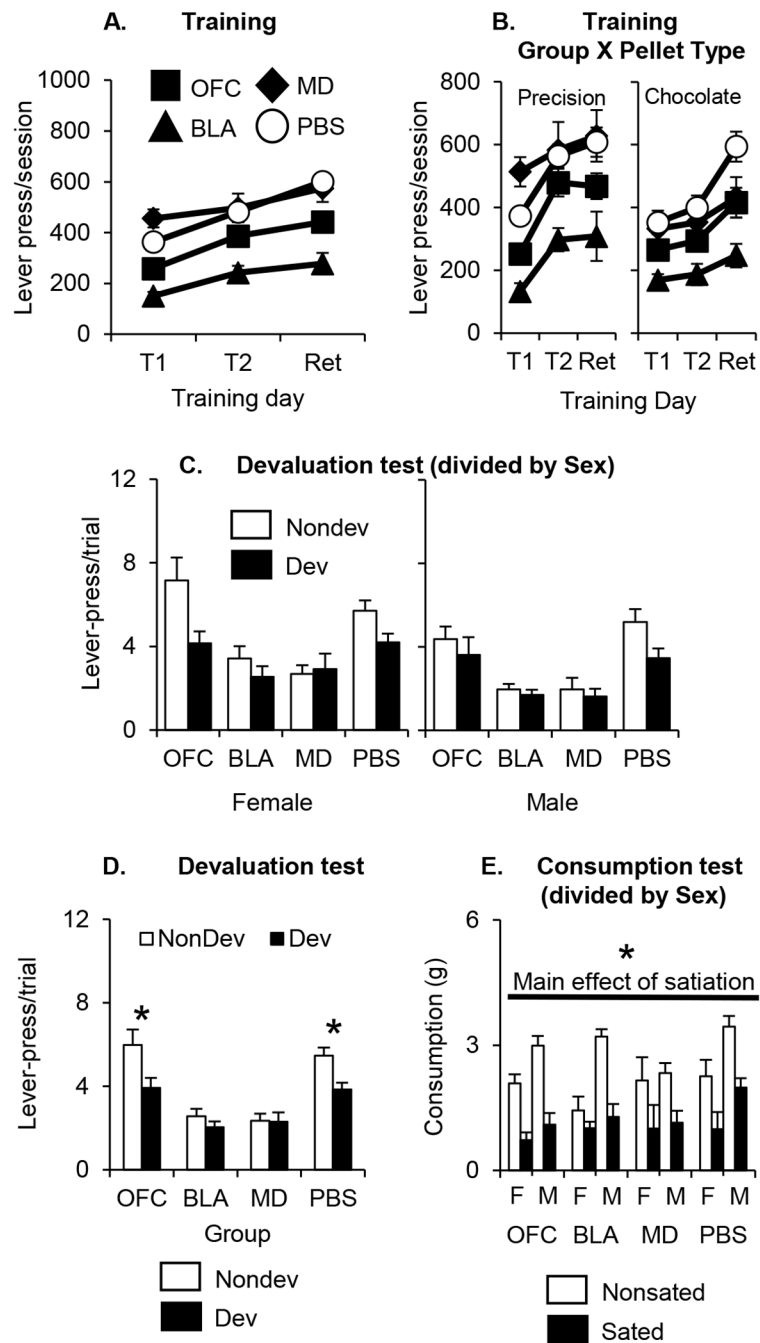 A. Training
1000
800
600
400
200
0
Lever press/session
OFC MD
BLA PBS
T1 T2 Ret
Training day
B. Training
Group X Pellet Type
800
600
400
200
0
Lever press/session
Precision Chocolate
T1 T2 Ret T1 T2 Ret
Training Day
C. Devaluation test (divided by Sex)
12
8
4
0
Lever-press/trial
Nondev
Dev
OFC BLA MD PBS OFC BLA MD PBS
Female Male
D. Devaluation test
12
8
4
0
Lever-press/trial
NonDev Dev
* *
OFC BLA MD PBS
Group
Nondev
Dev
E. Consumption test
(divided by Sex)
6
3
0
Consumption (g)
*
Main effect of satiation
F M F M F M F M
OFC BLA MD PBS
Nonsated
Sated